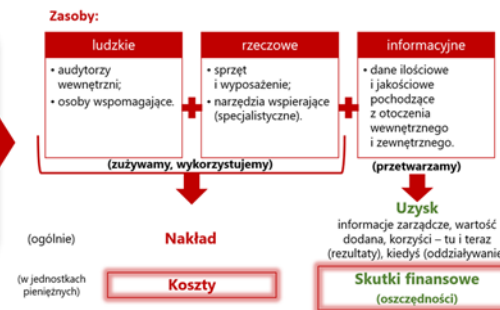 Zasoby:
ludzkie
• audytorzy
wewnętrzni;
• osoby wspomagające.
rzeczowe
• sprzęt
i wyposażenie;
• narzędzia wspierające
(specjalistyczne).
informacyjne
• dane ilościowe
i jakościowe
pochodzące
z otoczenia
wewnętrznego
i zewnętrznego.
(zużywamy, wykorzystujemy)
(przetwarzamy)
(ogólnie)
Nakład
Uzysk
informacje zarządcze, wartość
dodana, korzyści – tu i teraz
(rezultaty), kiedyś (oddziaływanie
(w jednostkach
pieniężnych)
Koszty
Skutki finansowe
(oszczędności)